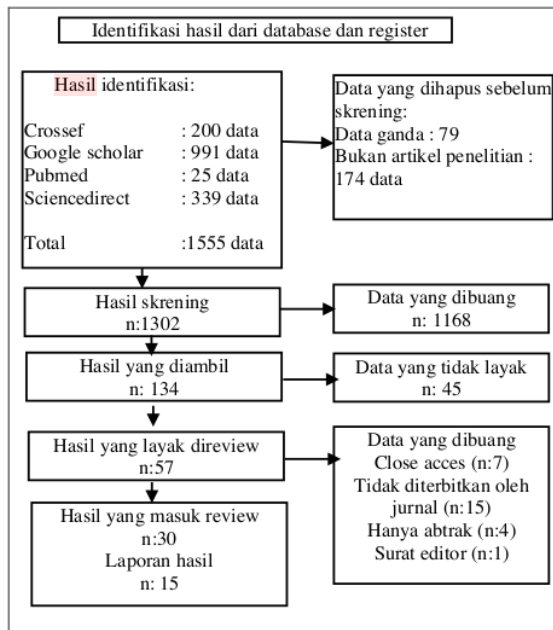 Identifikasi hasil dari database dan register
Hasil identifikasi:
Crossef : 200 data
Google scholar : 991 data
Pubmed : 25 data
Sciencedirect : 339 data
Total :1555 data
Data yang dihapus sebelum
skrening:
Data ganda : 79
Bukan artikel penelitian :
174 data
Hasil skrening
n:1302
Data yang dibuang
n: 1168
Hasil yang diambil
n: 134
Data yang tidak layak
n: 45
Hasil yang layak direview
n:57
Data yang dibuang
Close acces (n:7)
Tidak diterbitkan oleh
jurnal (n:15)
Hanya abtrak (n:4)
Surat editor (n:1)
Hasil yang masuk review
n:30
Laporan hasil
n: 15